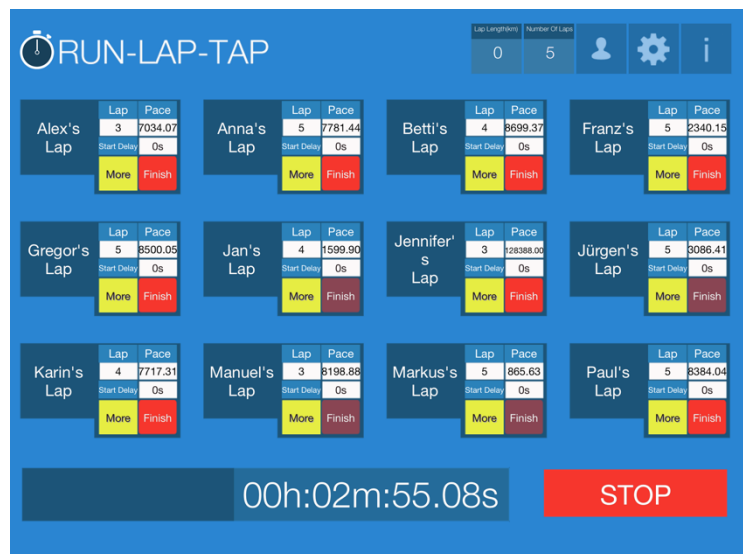 RUN-LAP-TAP
Lap Length(km) Number Of Laps
0 5
i
Alex's Lap
Lap Pace
3 7034.07
Start Delay 0s
More Finish
Anna's Lap
Lap Pace
5 7781.44
Start Delay 0s
More Finish
Betti's Lap
Lap Pace
4 8699.37
Start Delay 0s
More Finish
Franz's Lap
Lap Pace
5 2340.15
Start Delay 0s
More Finish
Gregor's Lap
Lap Pace
5 8500.05
Start Delay 0s
More Finish
Jan's Lap
Lap Pace
4 1599.90
Start Delay 0s
More Finish
Jennifer's Lap
Lap Pace
3 128388.00
Start Delay 0s
More Finish
Jürgen's Lap
Lap Pace
5 3086.41
Start Delay 0s
More Finish
Karin's Lap
Lap Pace
4 7717.31
Start Delay 0s
More Finish
Manuel's Lap
Lap Pace
3 8198.88
Start Delay 0s
More Finish
Markus's Lap
Lap Pace
5 865.63
Start Delay 0s
More Finish
Paul's Lap
Lap Pace
5 8384.04
Start Delay 0s
More Finish
00h:02m:55.08s
STOP